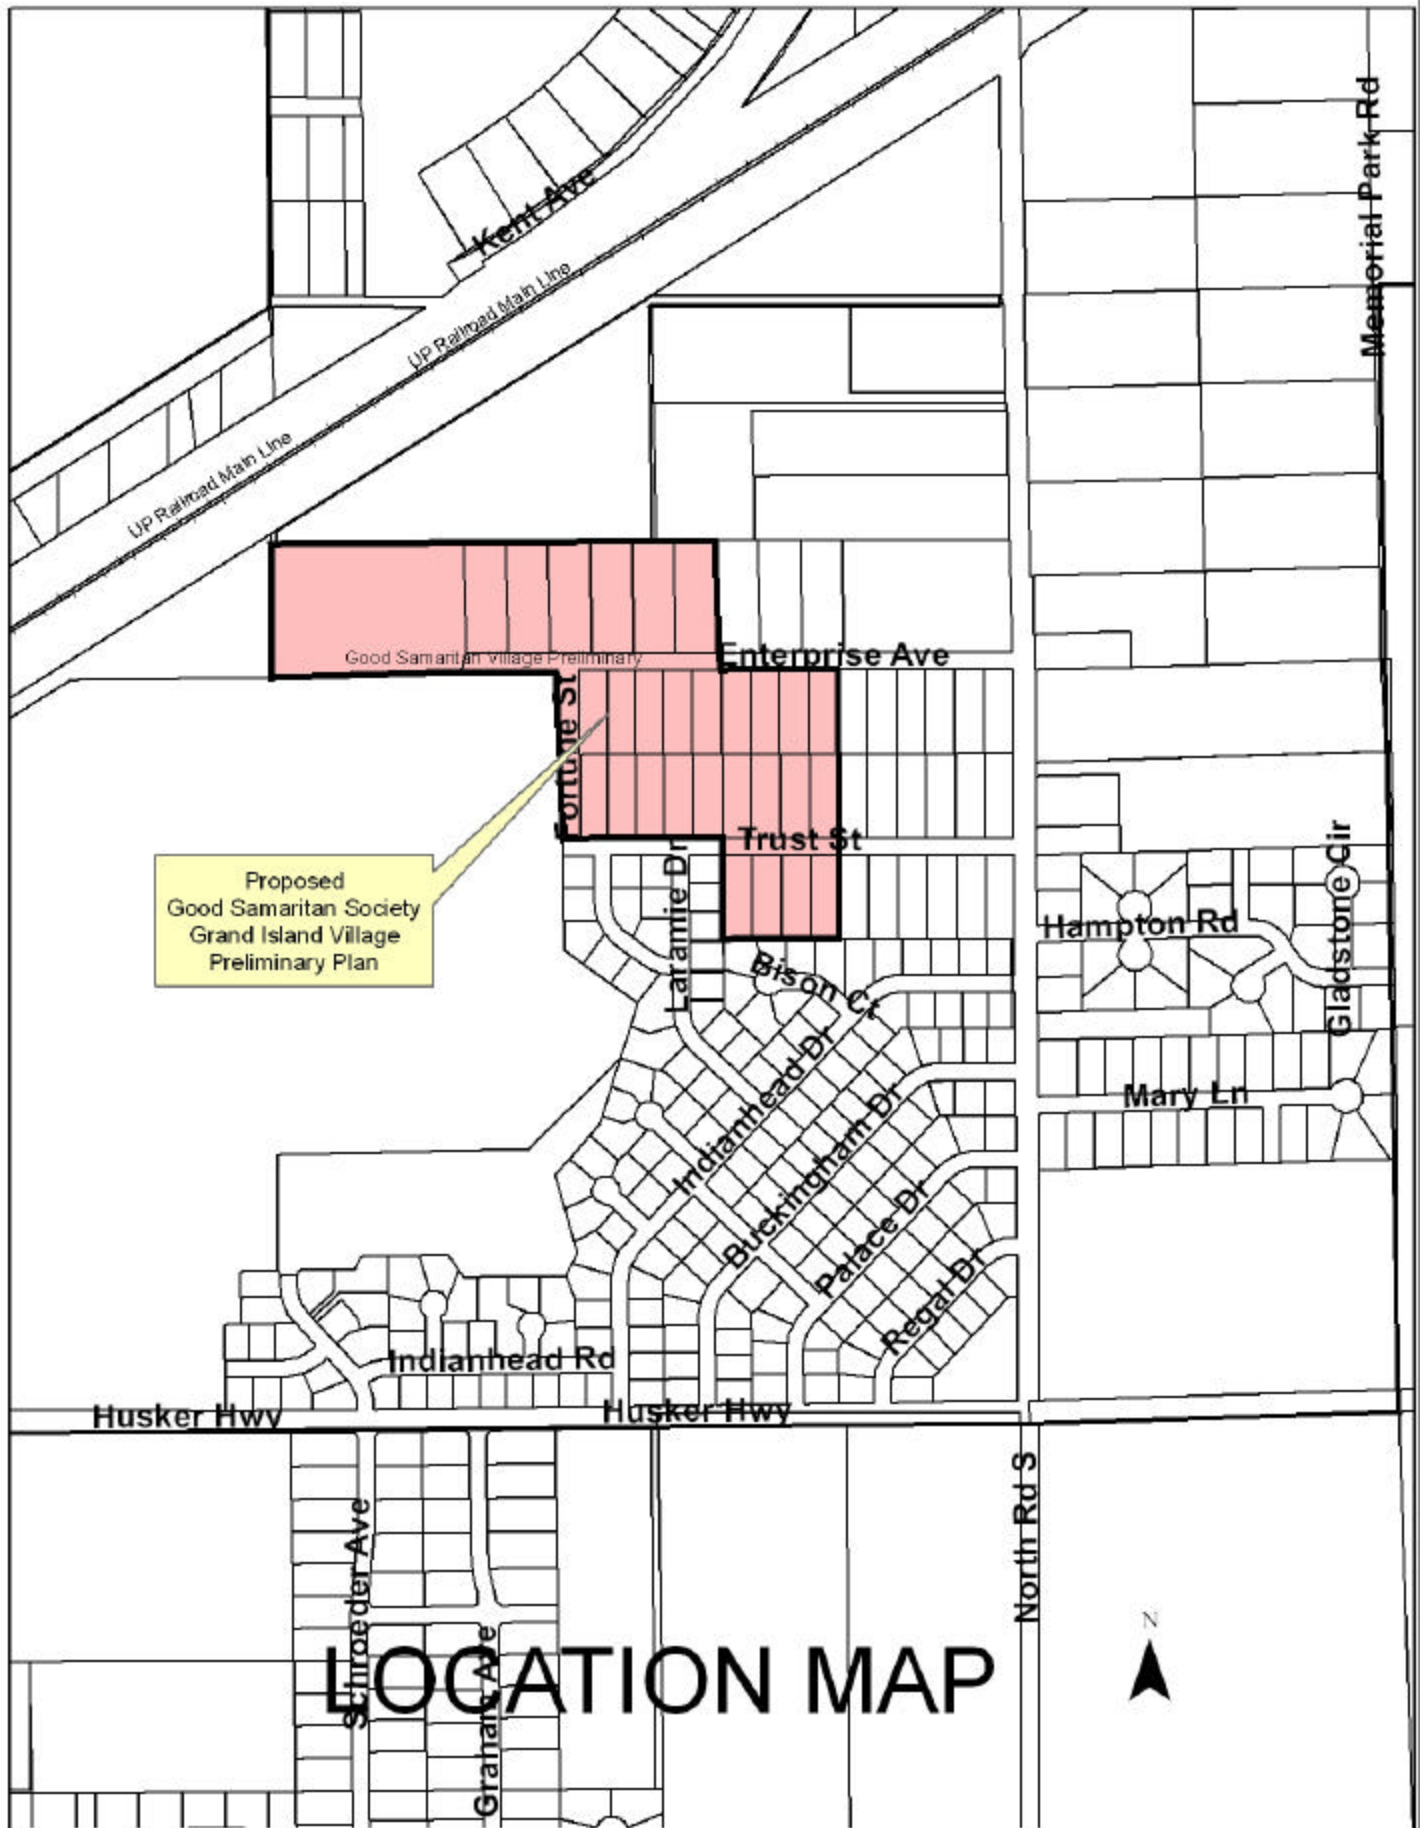 Memorial Park Rd
Kent Ave
UP Railroad Main Line
UP Railroad Main Line
Good Samaritan Village Preliminary
Enterprise Ave
Fortune St
Trust St
Proposed
Good Samaritan Society
Grand Island Village
Preliminary Plan
Laramie Dr
Gladstone Cir
Hampton Rd
Bison Ct
Indianhead Dr
Mary Ln
Buckingham Dr
Palace Dr
Regal Dr
Indianhead Rd
Husker Hwy
Husker Hwy
North Rd S
Schroeder Ave
Graham Ave
N
LOCATION MAP